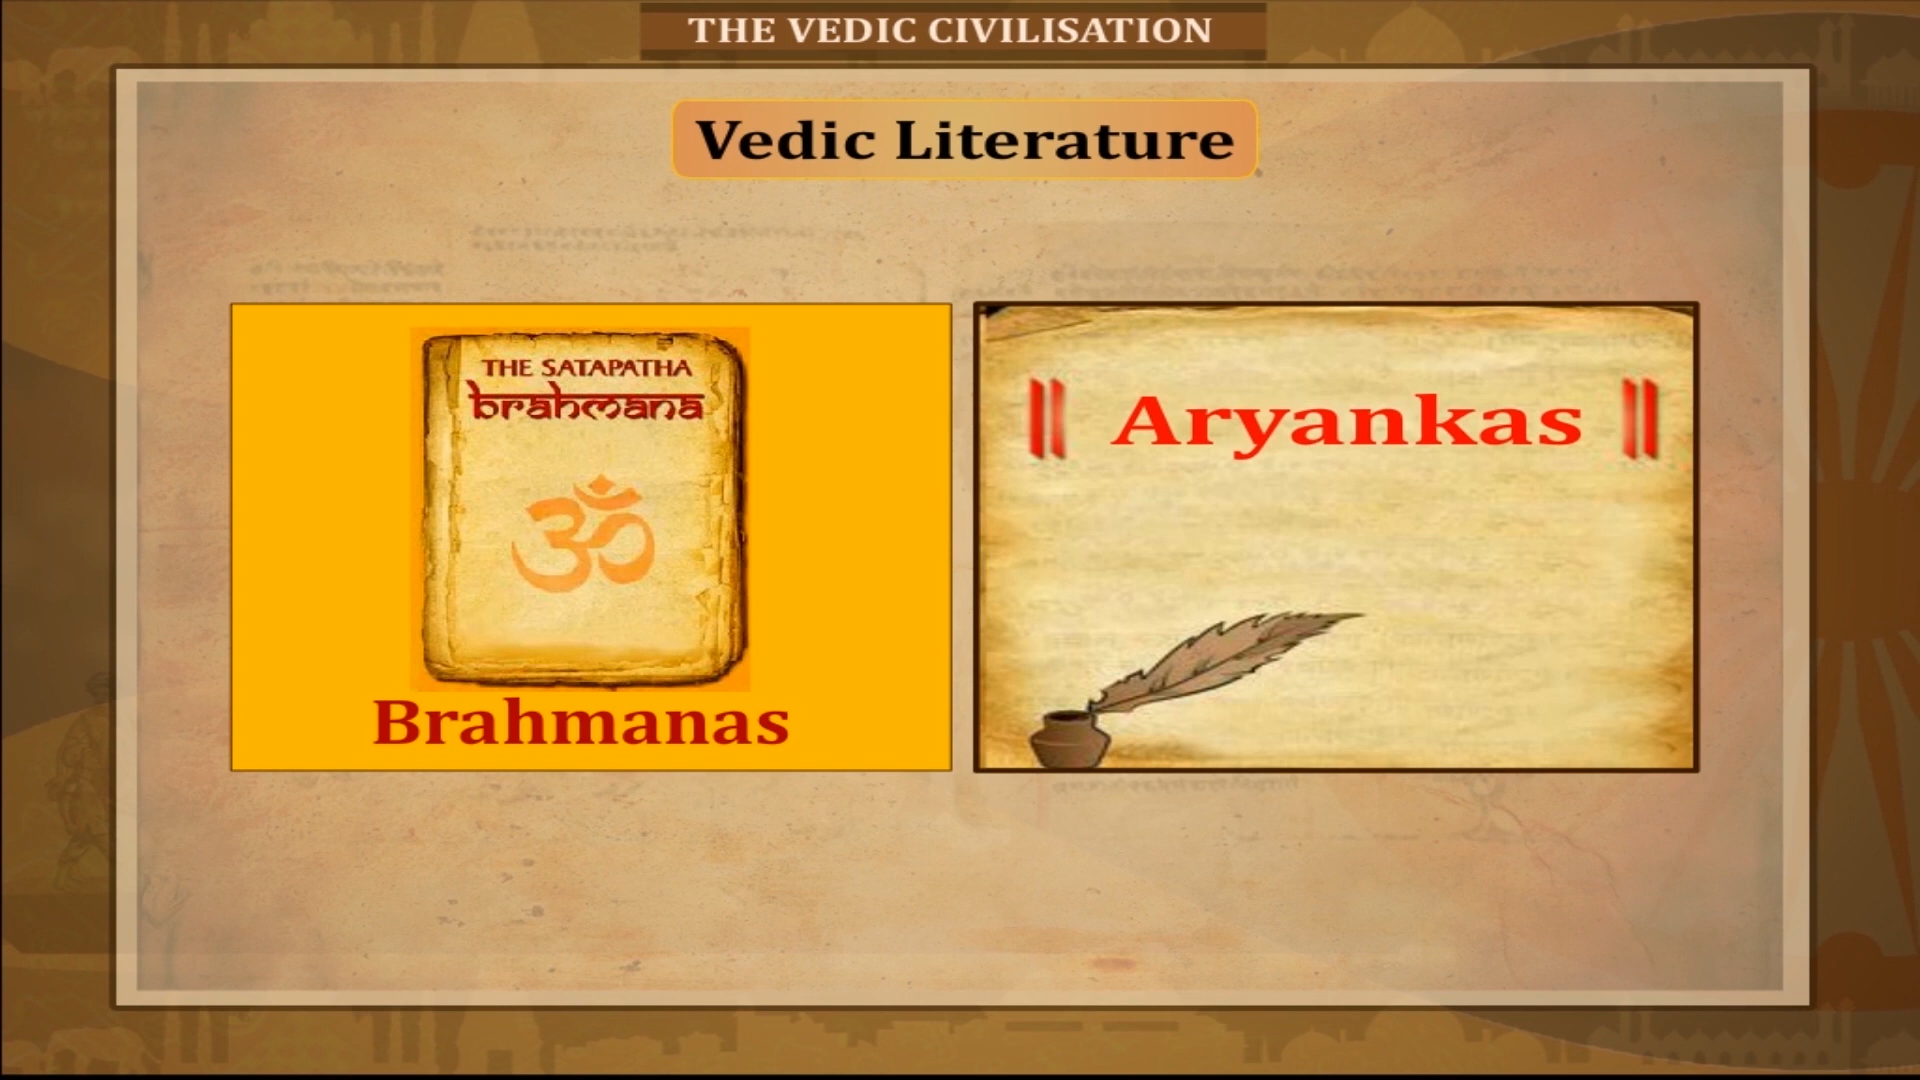 THE VEDIC CIVILISATION
Vedic Literature
THE SATAPATHA
brahmana
ॐ
Brahmanas
|| Aryankas ||